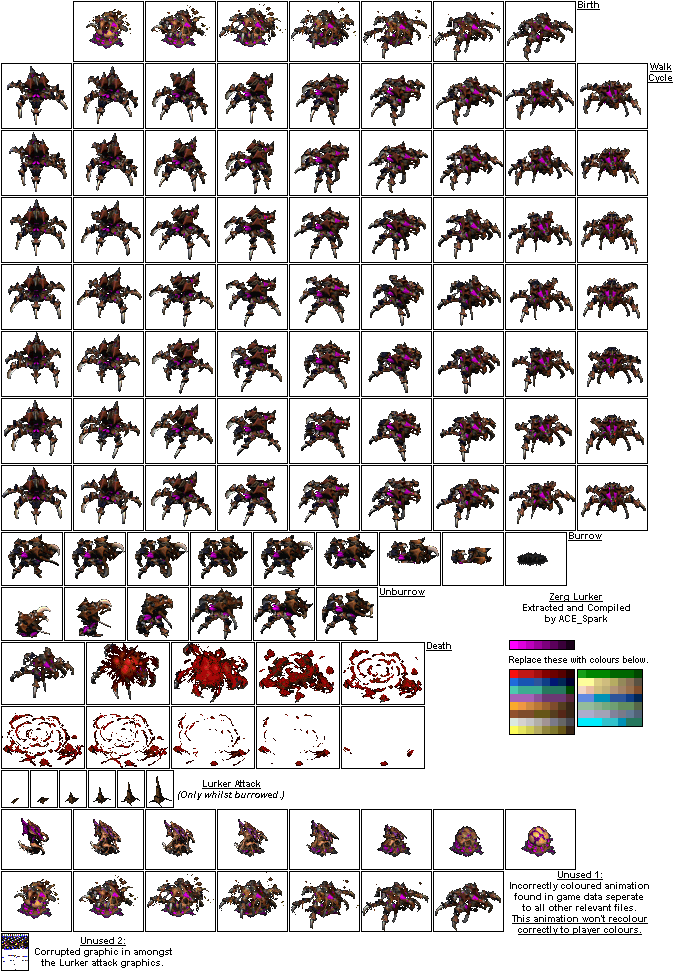 Birth
Walk
Cycle
Burrow
Unburrow
Zerg Lurker
Extracted and Compiled
by ACE_Spark
Death
Replace these with colours below.
Lurker Attack
(Only whilst burrowed.)
Unused 1:
Incorrectly coloured animation
found in game data seperate
to all other relevant files.
This animation won't recolour
correctly to player colours.
Unused 2:
Corrupted graphic in amongst
the Lurker attack graphics.